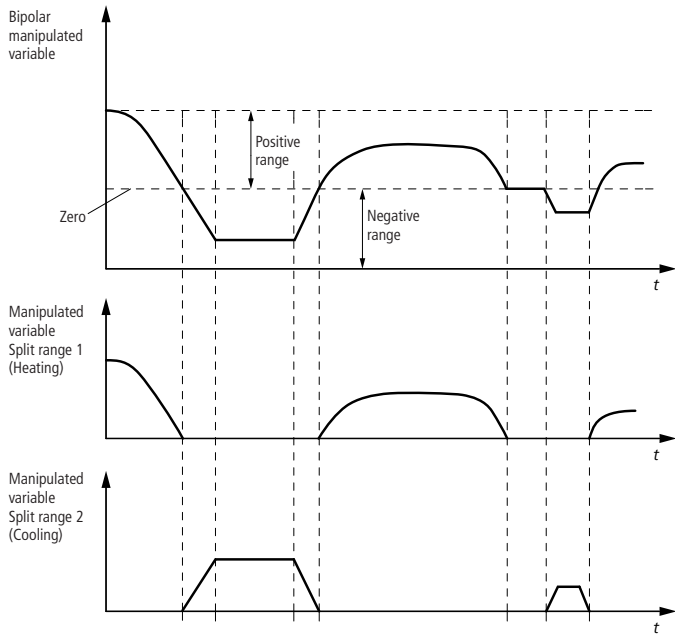 Bipolar
manipulated
variable
Positive
range
Zero
Negative
range
t
Manipulated
variable
Split range 1
(Heating)
t
Manipulated
variable
Split range 2
(Cooling)
t